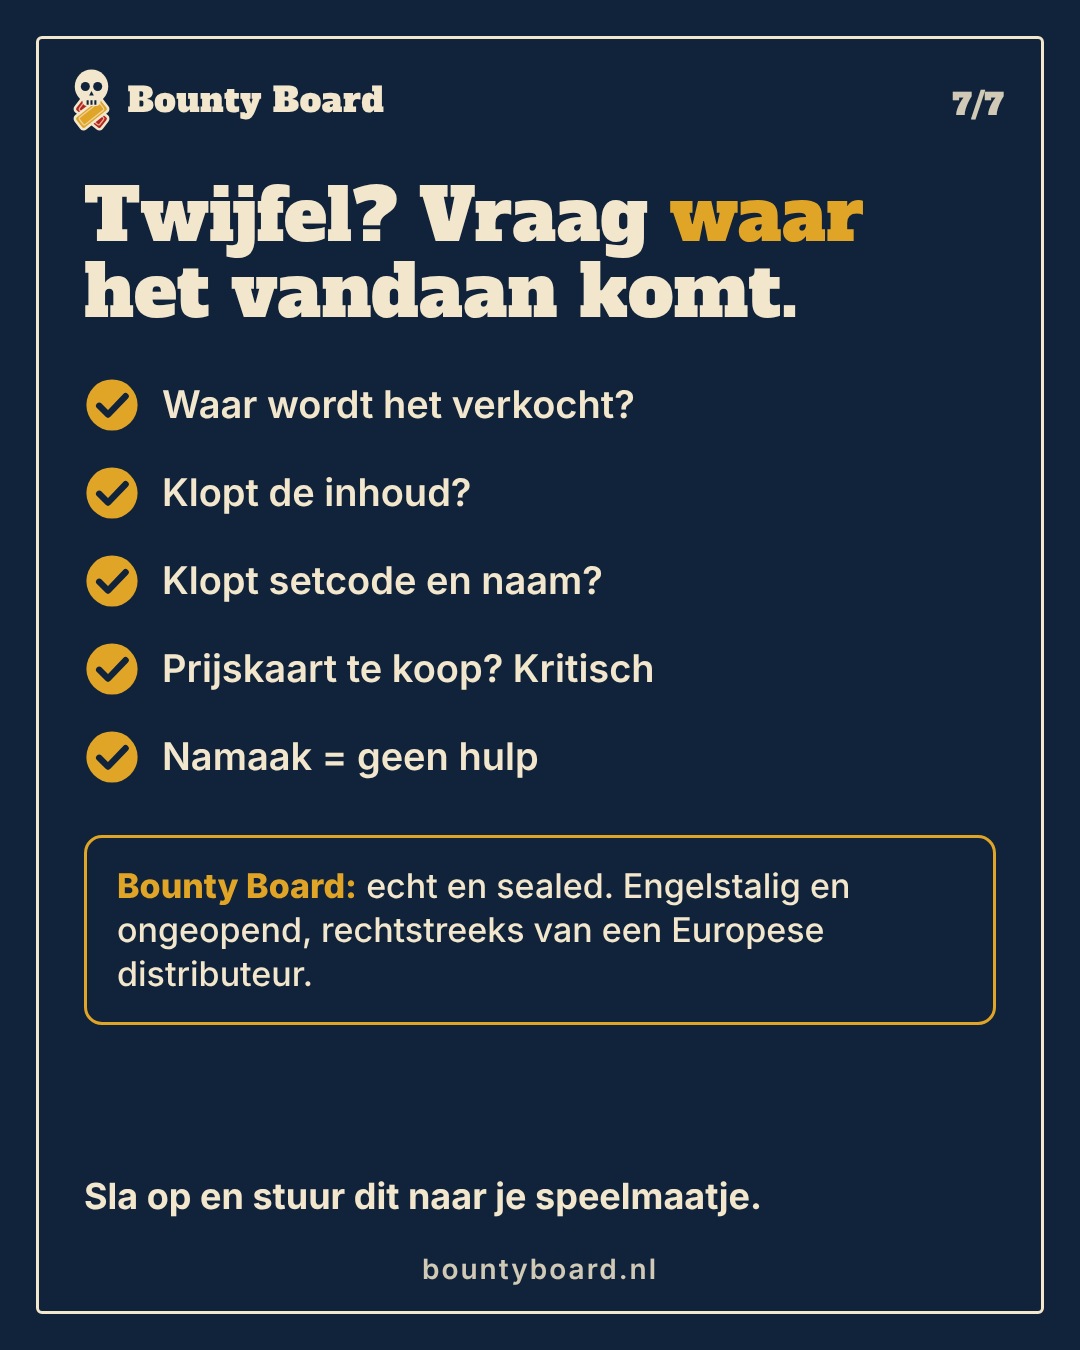 Bounty Board
7/7
Twijfel? Vraag waar
het vandaan komt.
Waar wordt het verkocht?
Klopt de inhoud?
Klopt setcode en naam?
Prijskaart te koop? Kritisch
Namaak = geen hulp
Bounty Board: echt en sealed. Engelstalig en
ongeopend, rechtstreeks van een Europese
distributeur.
Sla op en stuur dit naar je speelmaatje.
bountyboard.nl